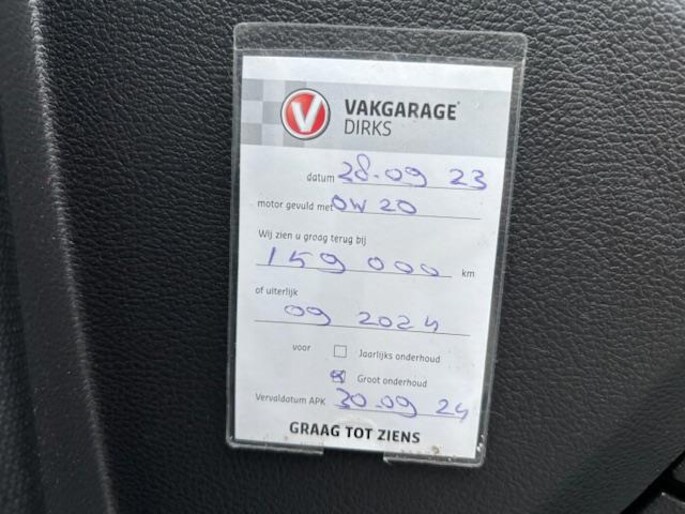 V
VAKGARAGE
DIRKS
datum 28-09 23
motor gevuld met 0W20
Wij zien u graag terug bij
159 000 km
of uiterlijk
09 2024
voor Jaarlijks onderhoud
Groot onderhoud
Vervaldatum APK 30-09 24
GRAAG TOT ZIENS